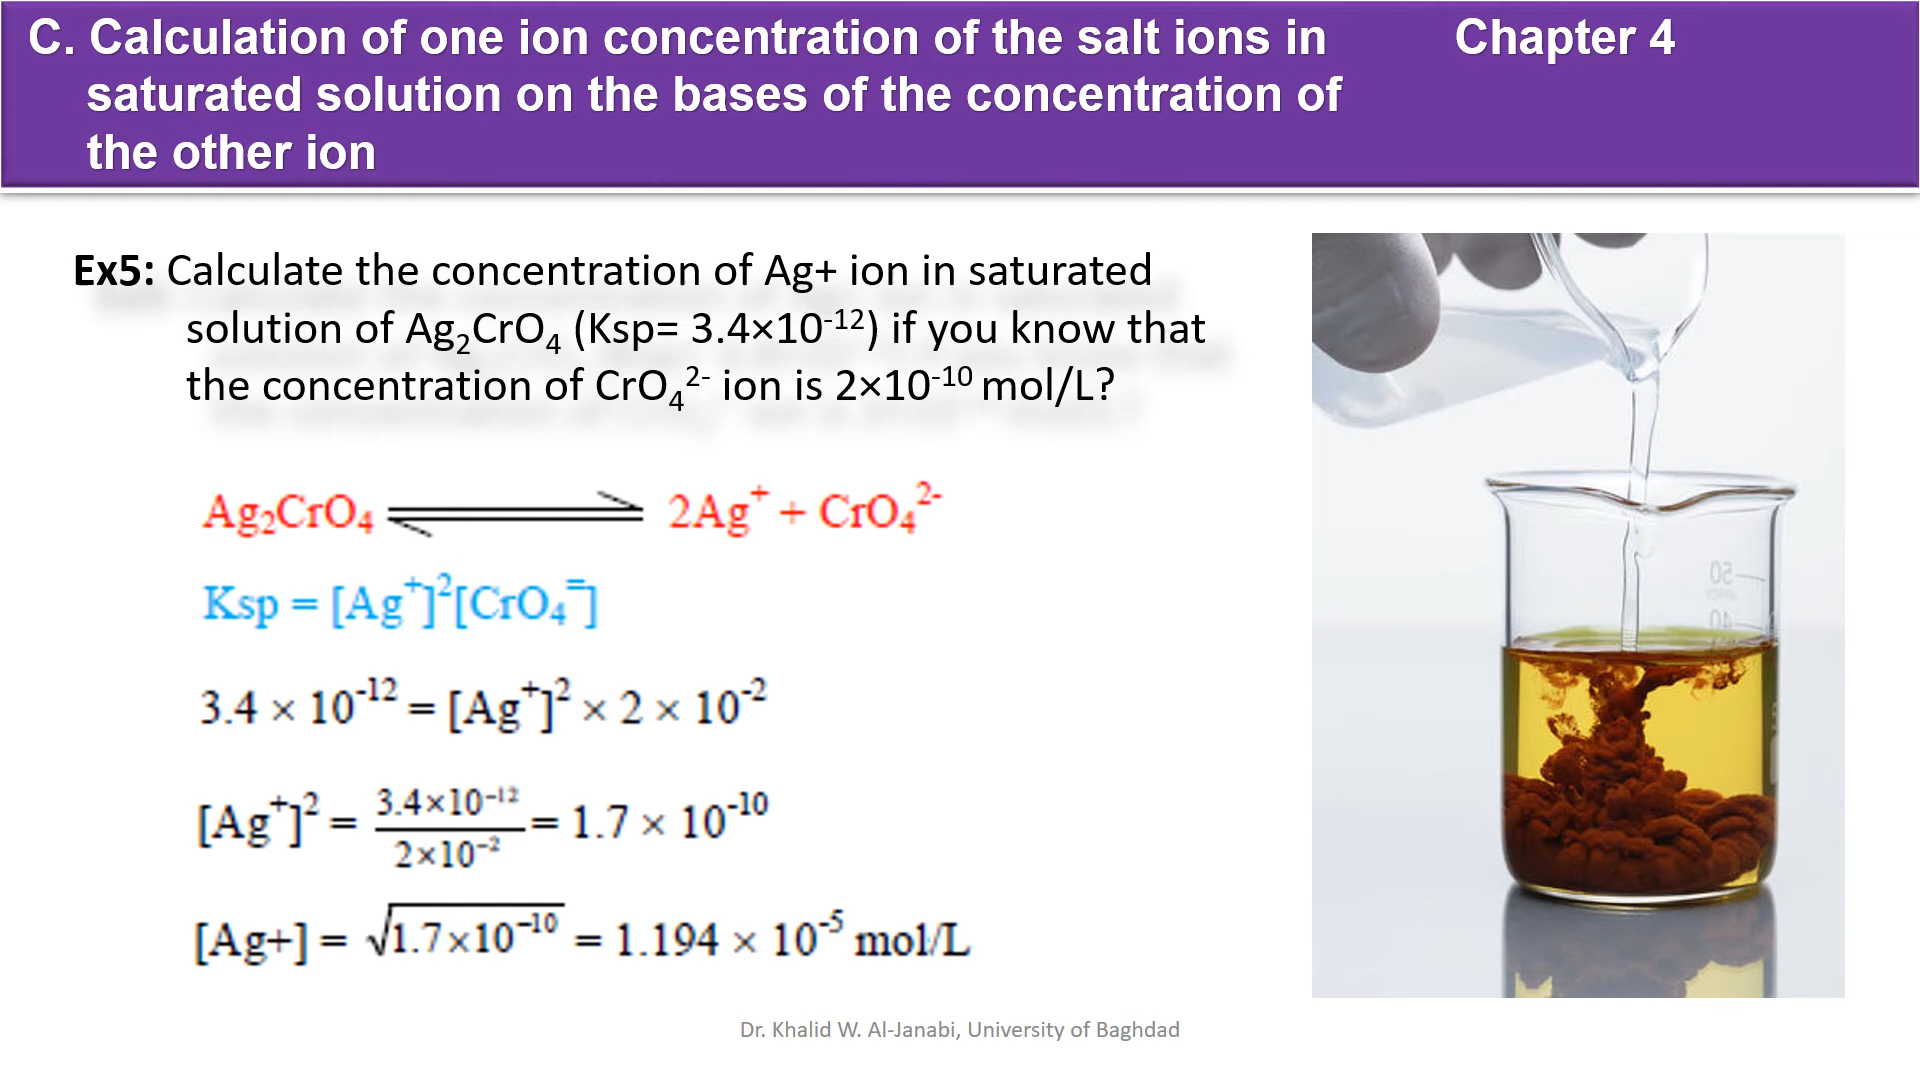 C. Calculation of one ion concentration of the salt ions in Chapter 4
saturated solution on the bases of the concentration of
the other ion
Ex5: Calculate the concentration of Ag+ ion in saturated
solution of Ag₂CrO₄ (Ksp= 3.4×10⁻¹²) if you know that
the concentration of CrO₄²⁻ ion is 2×10⁻¹⁰ mol/L?
Ag₂CrO₄ ⇌ 2Ag⁺ + CrO₄²⁻
Ksp = [Ag⁺]²[CrO₄⁼]
3.4 × 10⁻¹² = [Ag⁺]² × 2 × 10⁻²
[Ag⁺]² = 3.4×10⁻¹² / 2×10⁻² = 1.7 × 10⁻¹⁰
[Ag+] = √1.7×10⁻¹⁰ = 1.194 × 10⁻⁵ mol/L
50
40
Dr. Khalid W. Al-Janabi, University of Baghdad